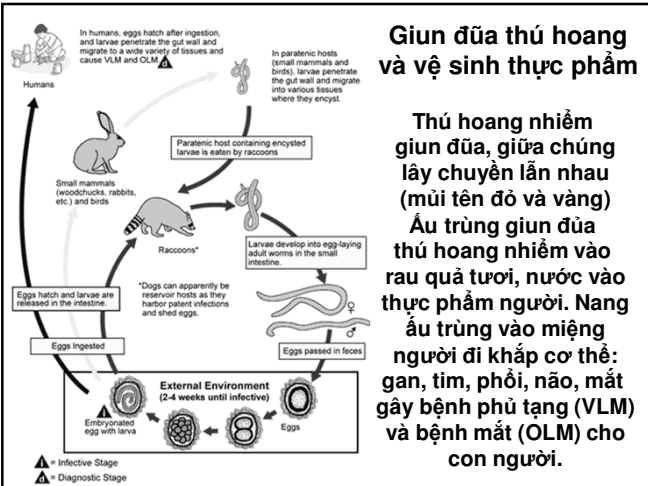 In humans, eggs hatch after ingestion,
and larvae penetrate the gut wall and
migrate to a wide variety of tissues and
cause VLM and OLM d
Humans
In paratenic hosts
(small mammals and
birds), larvae penetrate
the gut wall and migrate
into various tissues
where they encyst.
Paratenic host containing encysted
larvae is eaten by raccoons
Small mammals
(woodchucks, rabbits,
etc.) and birds
Raccoons*
Larvae develop into egg-laying
adult worms in the small
intestine.
*Dogs can apparently be
reservoir hosts as they
harbor patent infections
and shed eggs.
Eggs hatch and larvae are
released in the intestine.
♀
♂
Eggs Ingested
Eggs passed in feces
External Environment
(2-4 weeks until infective)
i
Embryonated
egg with larva
Eggs
i = Infective Stage
d = Diagnostic Stage
Giun đũa thú hoang
và vệ sinh thực phẩm
Thú hoang nhiểm
giun đũa, giữa chúng
lây chuyền lẫn nhau
(mủi tên đỏ và vàng)
Ấu trùng giun đủa
thú hoang nhiểm vào
rau quả tươi, nước vào
thực phẩm người. Nang
ấu trùng vào miệng
người đi khắp cơ thể:
gan, tim, phổi, não, mắt
gây bệnh phủ tạng (VLM)
và bệnh mắt (OLM) cho
con người.